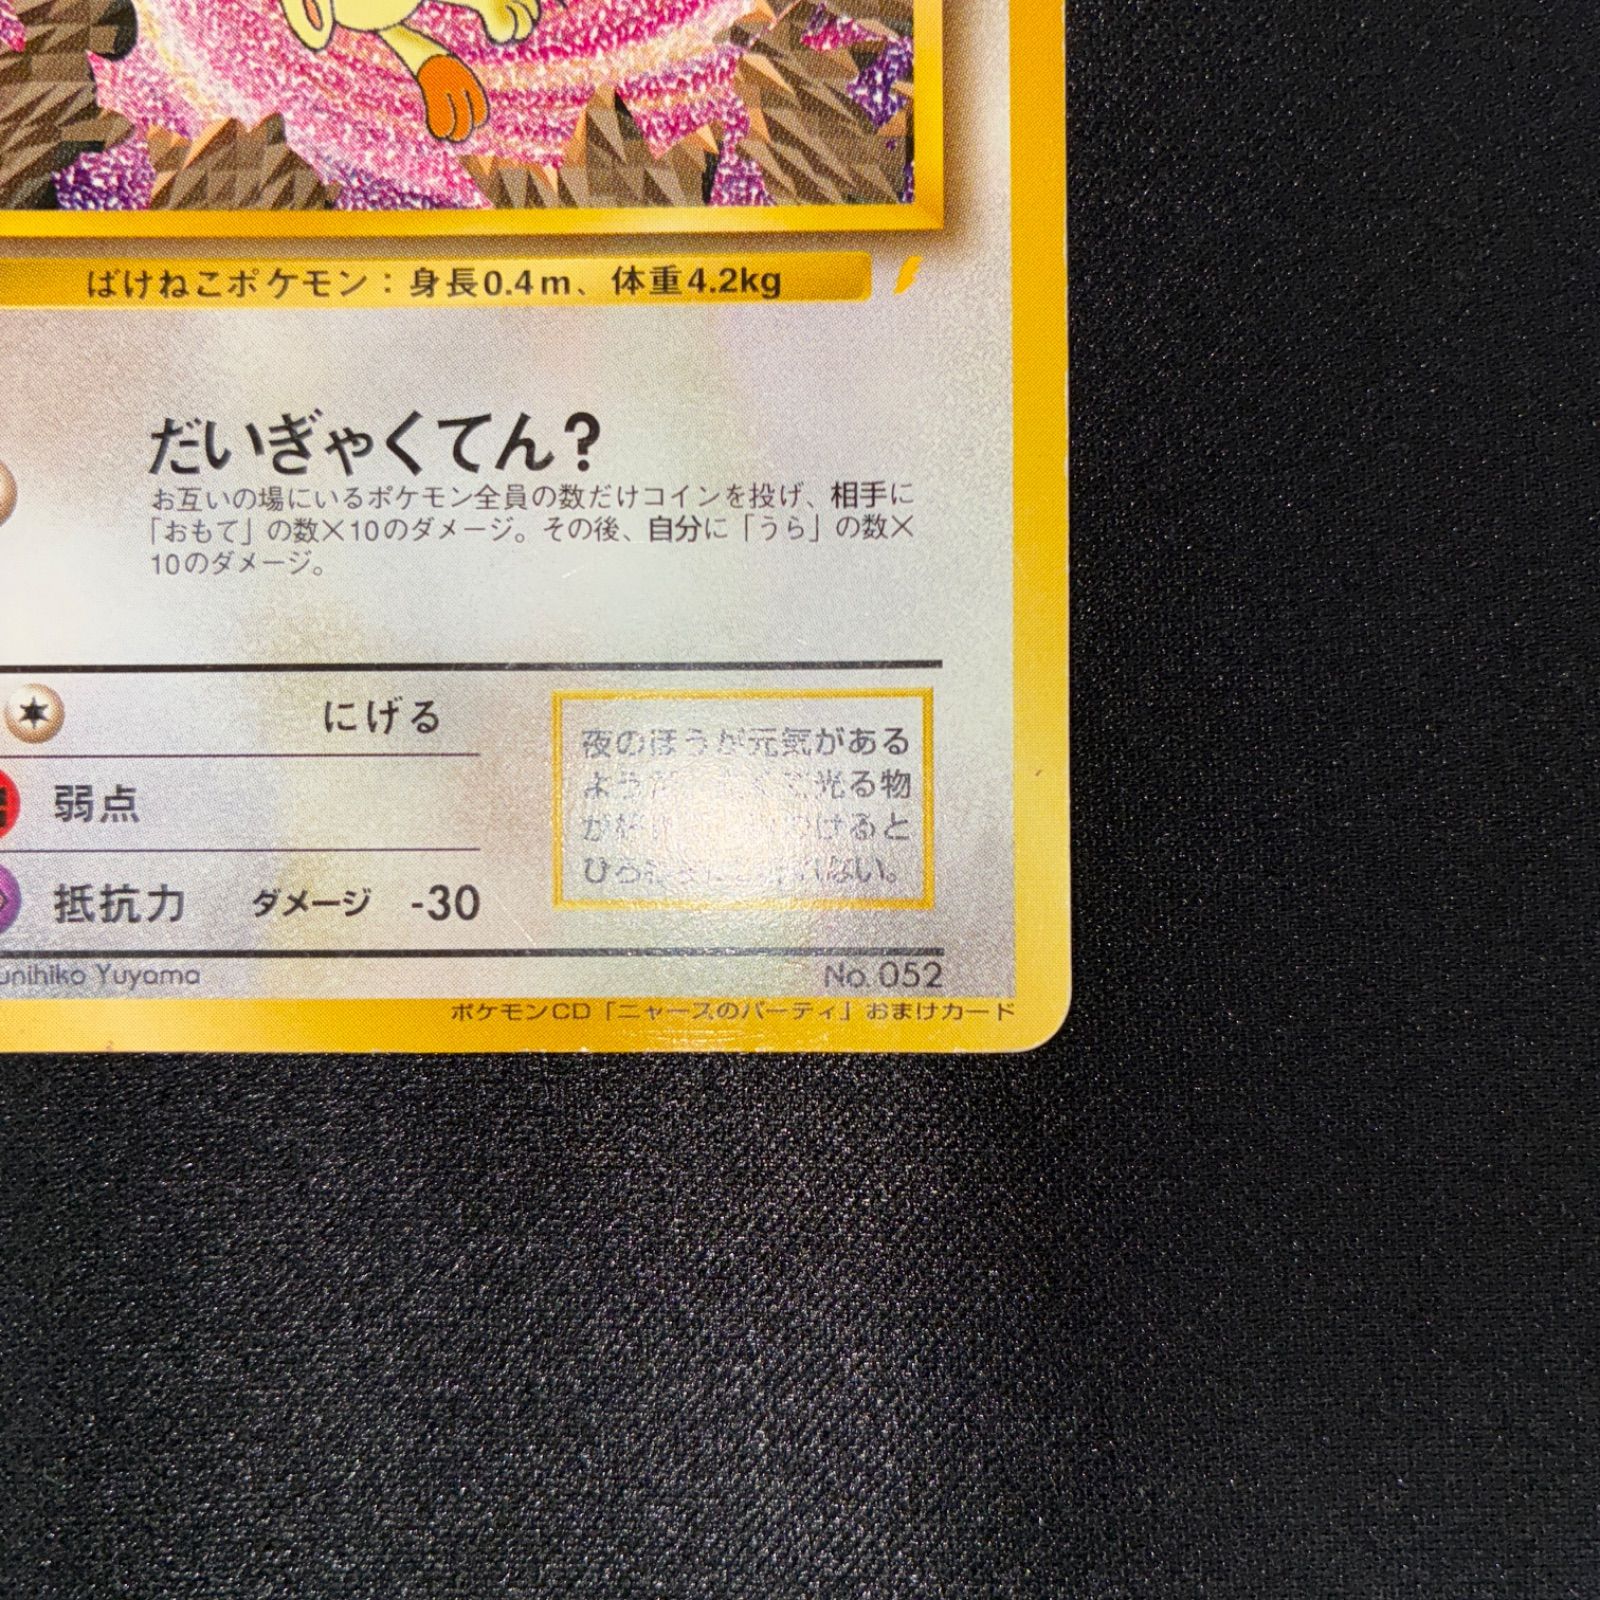 ばけねこポケモン：身長0.4m、体重4.2kg
だいぎゃくてん？
お互いの場にいるポケモン全員の数だけコインを投げ、相手に
「おもて」の数×10のダメージ。その後、自分に「うら」の数×
10のダメージ。
にげる
弱点
抵抗力 ダメージ -30
夜のほうが元気がある
光る物
けると
ない。
unihiko Yuyama
No.052
ポケモンCD「ニャースのパーティ」おまけカード